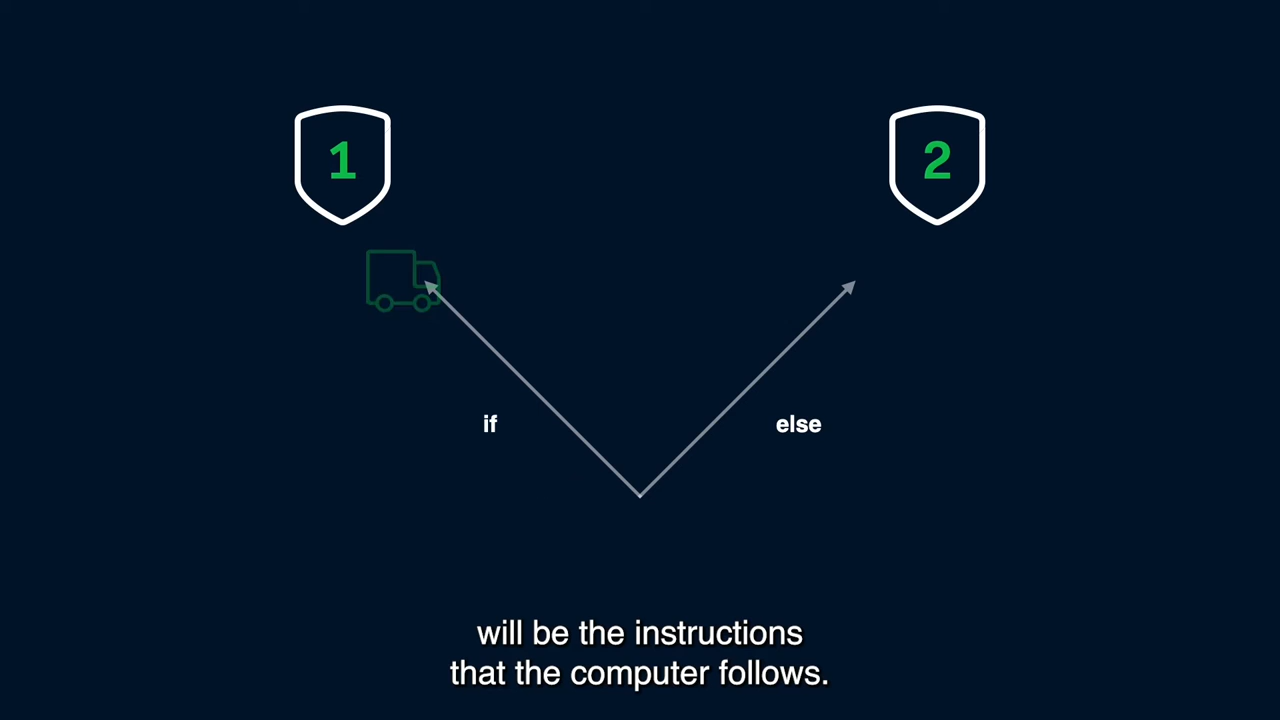 1
2
if
else
will be the instructions
that the computer follows.